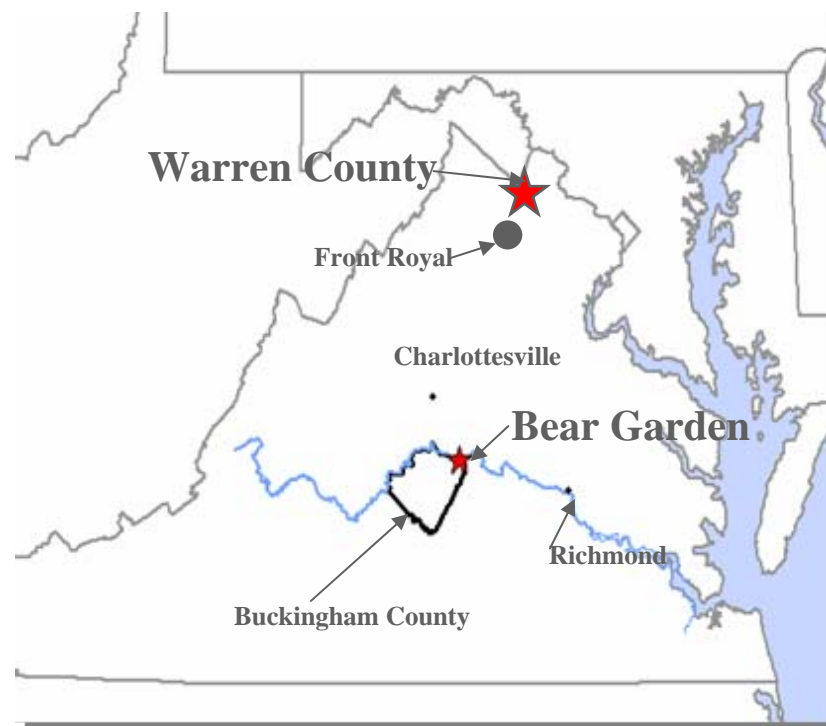 Warren County
Front Royal
Charlottesville
Bear Garden
Richmond
Buckingham County